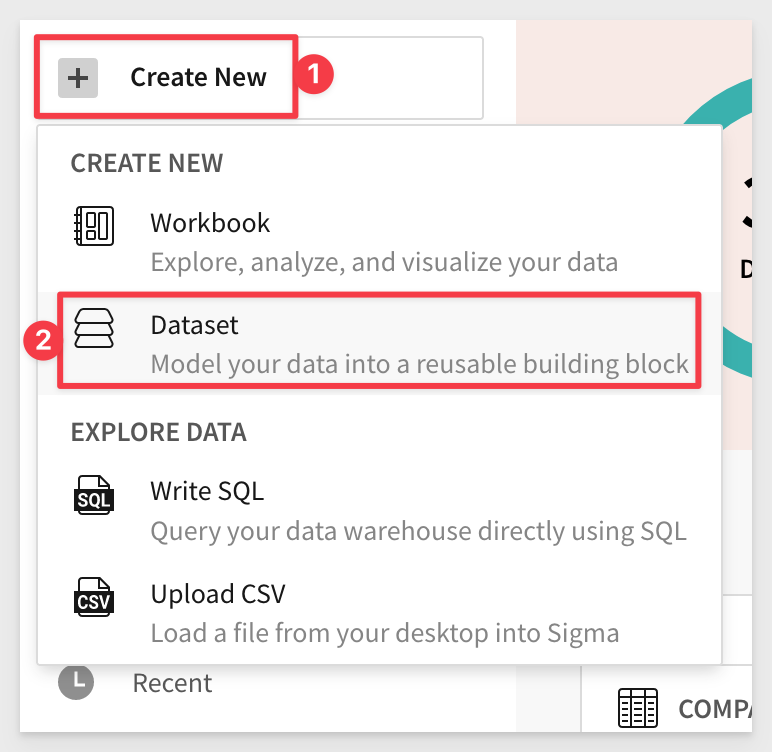 Create New
1
CREATE NEW
Workbook
Explore, analyze, and visualize your data
2
Dataset
Model your data into a reusable building block
EXPLORE DATA
SQL
Write SQL
Query your data warehouse directly using SQL
CSV
Upload CSV
Load a file from your desktop into Sigma
Recent